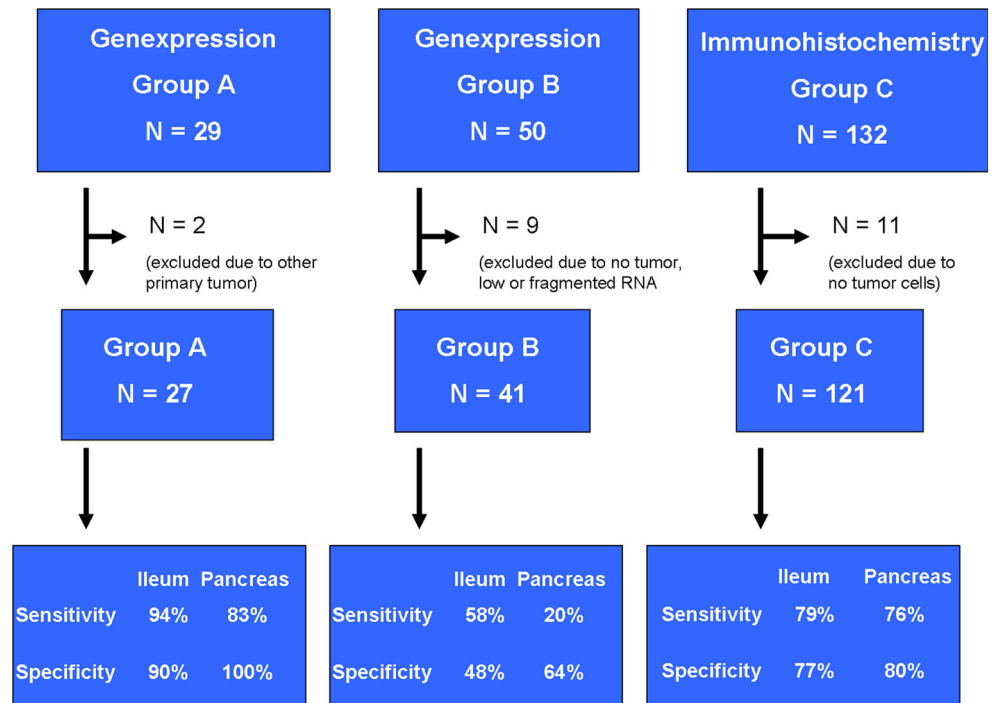 Genexpression
Group A
N = 29
Genexpression
Group B
N = 50
Immunohistochemistry
Group C
N = 132
N = 2
(excluded due to other
primary tumor)
N = 9
(excluded due to no tumor,
low or fragmented RNA
N = 11
(excluded due to
no tumor cells)
Group A
N = 27
Group B
N = 41
Group C
N = 121
Ileum Pancreas
Sensitivity 94% 83%
Specificity 90% 100%
Ileum Pancreas
Sensitivity 58% 20%
Specificity 48% 64%
Ileum Pancreas
Sensitivity 79% 76%
Specificity 77% 80%